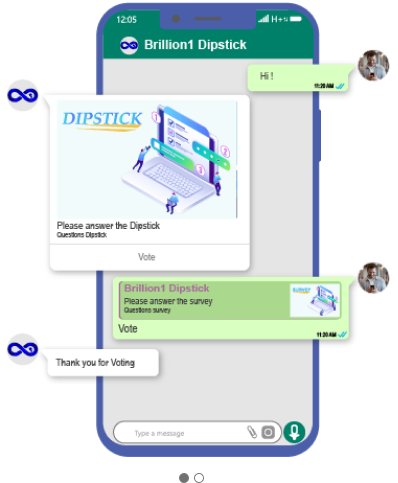 12:05 H+
Brillion1 Dipstick
Hi !
11:20 AM
DIPSTICK
1
2
3
Please answer the Dipstick
Questions Dipstick
Vote
Brillion1 Dipstick
Please answer the survey
Questions survey
SURVEY
Vote
11:20 AM
Thank you for Voting
Type a message